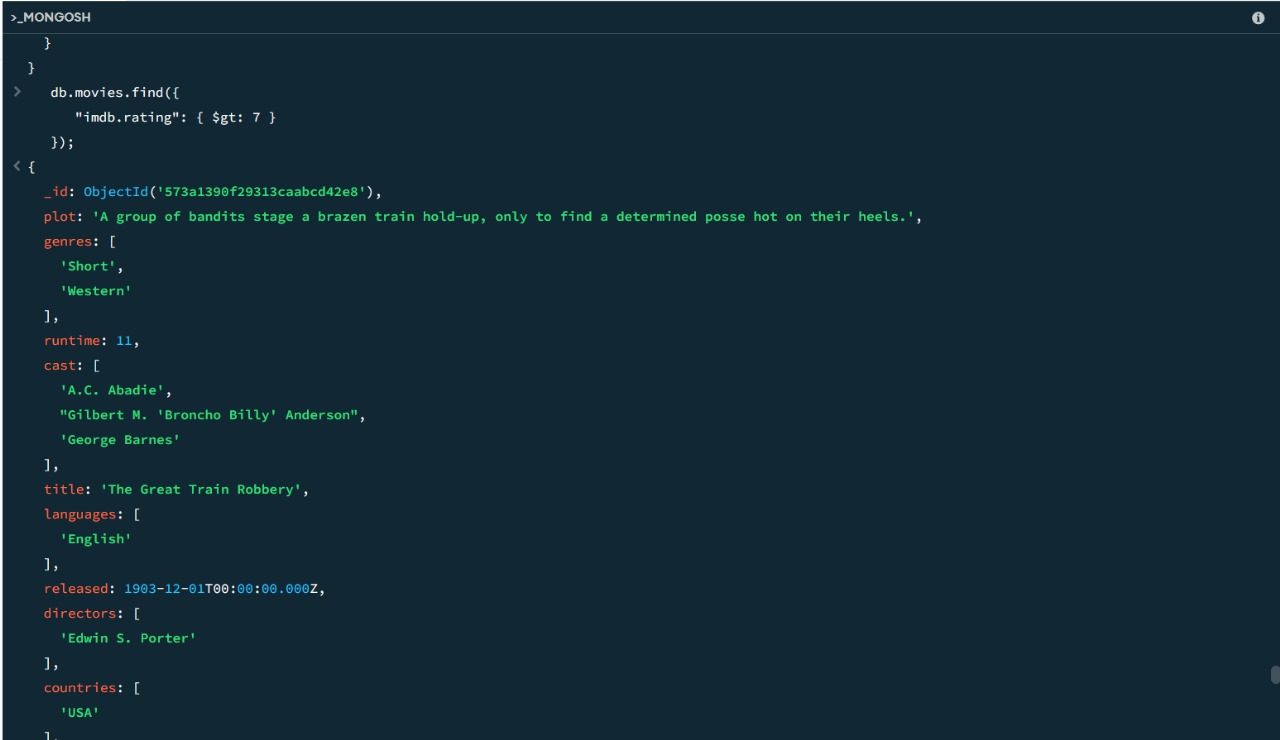 >_MONGOSH
}
}
> db.movies.find({
"imdb.rating": { $gt: 7 }
});
< {
_id: ObjectId('573a1390f29313caabcd42e8'),
plot: 'A group of bandits stage a brazen train hold-up, only to find a determined posse hot on their heels.',
genres: [
'Short',
'Western'
],
runtime: 11,
cast: [
'A.C. Abadie',
"Gilbert M. 'Broncho Billy' Anderson",
'George Barnes'
],
title: 'The Great Train Robbery',
languages: [
'English'
],
released: 1903-12-01T00:00:00.000Z,
directors: [
'Edwin S. Porter'
],
countries: [
'USA'
],